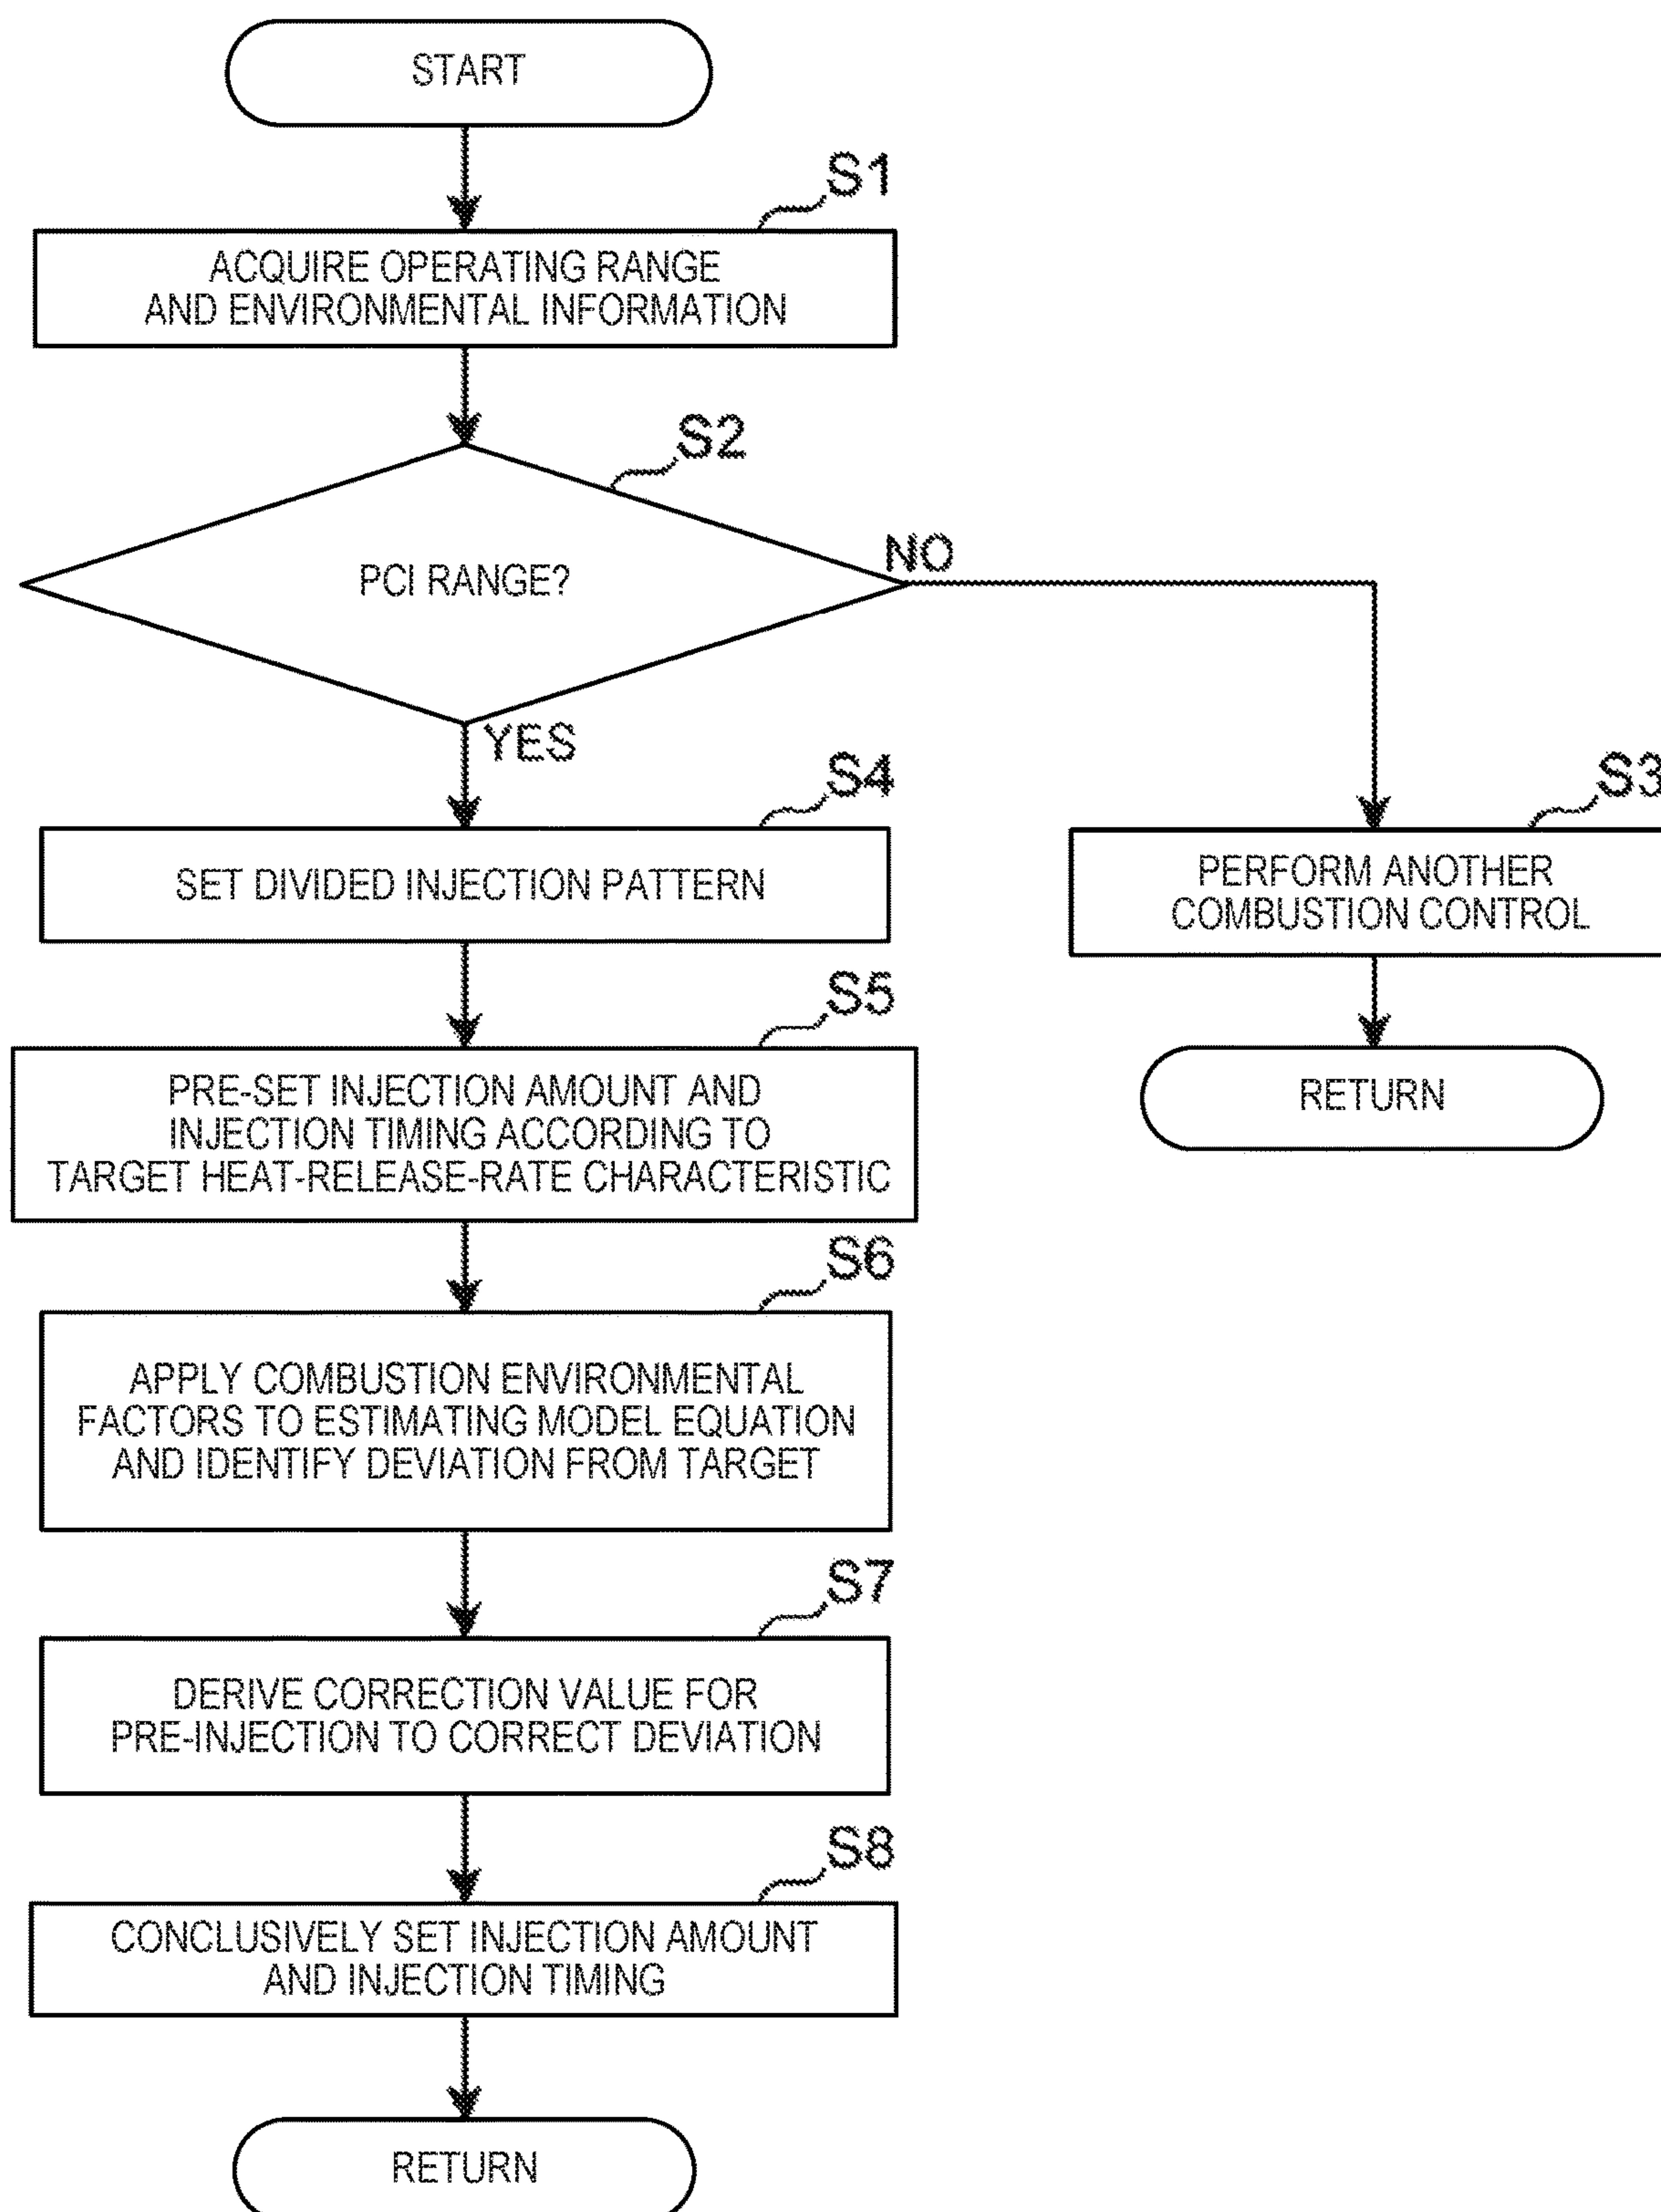 START
S1
ACQUIRE OPERATING RANGE
AND ENVIRONMENTAL INFORMATION
S2
PCI RANGE?
NO
YES
S4
SET DIVIDED INJECTION PATTERN
S3
PERFORM ANOTHER
COMBUSTION CONTROL
RETURN
S5
PRE-SET INJECTION AMOUNT AND
INJECTION TIMING ACCORDING TO
TARGET HEAT-RELEASE-RATE CHARACTERISTIC
S6
APPLY COMBUSTION ENVIRONMENTAL
FACTORS TO ESTIMATING MODEL EQUATION
AND IDENTIFY DEVIATION FROM TARGET
S7
DERIVE CORRECTION VALUE FOR
PRE-INJECTION TO CORRECT DEVIATION
S8
CONCLUSIVELY SET INJECTION AMOUNT
AND INJECTION TIMING
RETURN